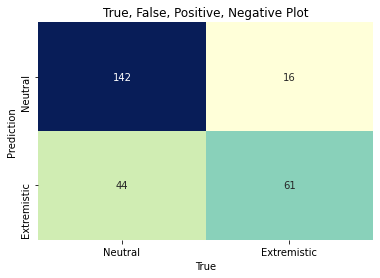 True, False, Positive, Negative Plot
Prediction
Neutral
142
16
Extremistic
44
61
Neutral
Extremistic
True